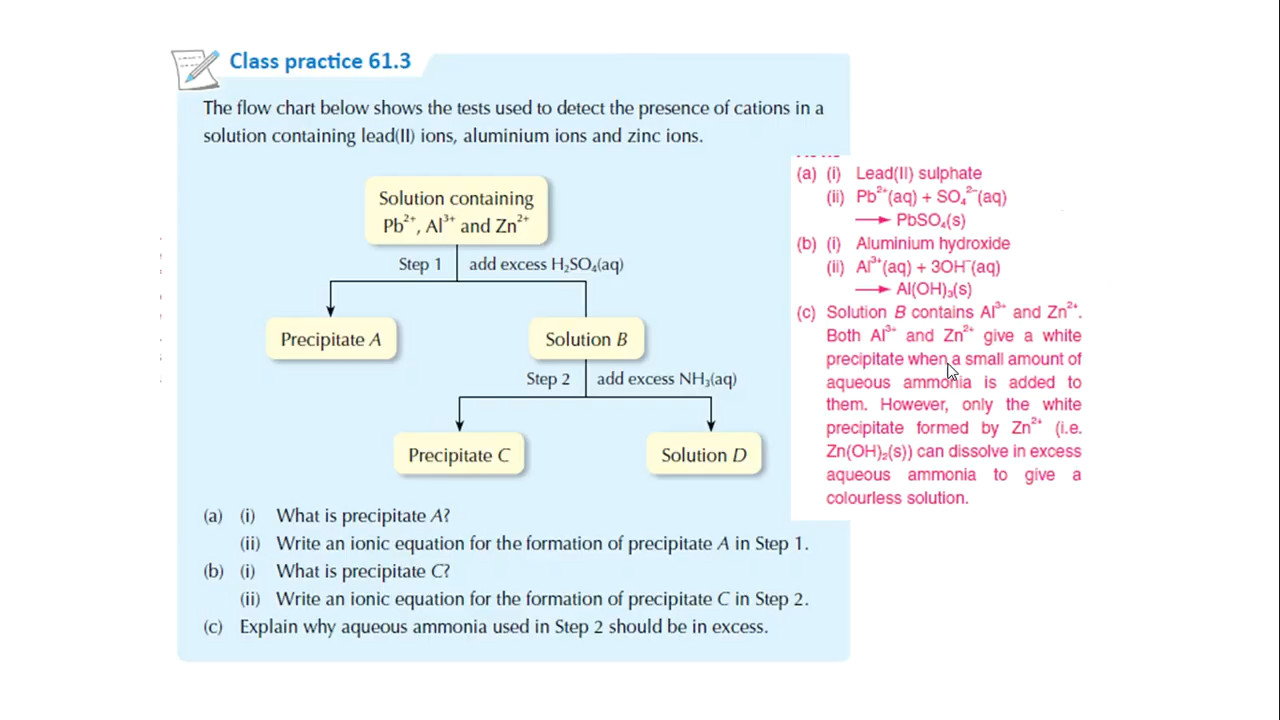 Class practice 61.3
The flow chart below shows the tests used to detect the presence of cations in a
solution containing lead(II) ions, aluminium ions and zinc ions.
Solution containing
Pb²⁺, Al³⁺ and Zn²⁺
Step 1
add excess H₂SO₄(aq)
Precipitate A
Solution B
Step 2
add excess NH₃(aq)
Precipitate C
Solution D
(a) (i) What is precipitate A?
(ii) Write an ionic equation for the formation of precipitate A in Step 1.
(b) (i) What is precipitate C?
(ii) Write an ionic equation for the formation of precipitate C in Step 2.
(c) Explain why aqueous ammonia used in Step 2 should be in excess.
(a) (i) Lead(II) sulphate
(ii) Pb²⁺(aq) + SO₄²⁻(aq)
⟶ PbSO₄(s)
(b) (i) Aluminium hydroxide
(ii) Al³⁺(aq) + 3OH⁻(aq)
⟶ Al(OH)₃(s)
(c) Solution B contains Al³⁺ and Zn²⁺.
Both Al³⁺ and Zn²⁺ give a white
precipitate when a small amount of
aqueous ammonia is added to
them. However, only the white
precipitate formed by Zn²⁺ (i.e.
Zn(OH)₂(s)) can dissolve in excess
aqueous ammonia to give a
colourless solution.